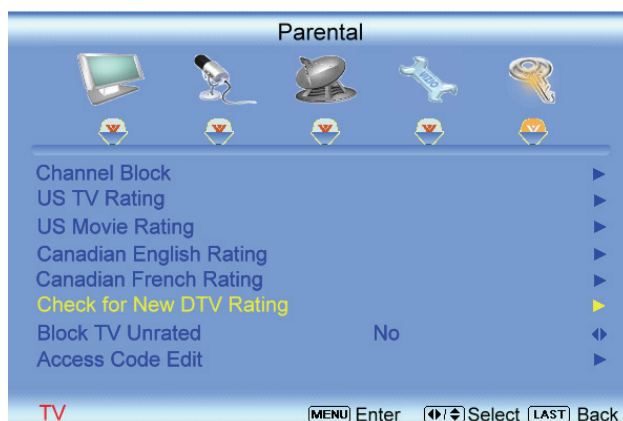 Parental
VIZIO
Channel Block
US TV Rating
US Movie Rating
Canadian English Rating
Canadian French Rating
Check for New DTV Rating
Block TV Unrated No
Access Code Edit
TV MENU Enter Select LAST Back